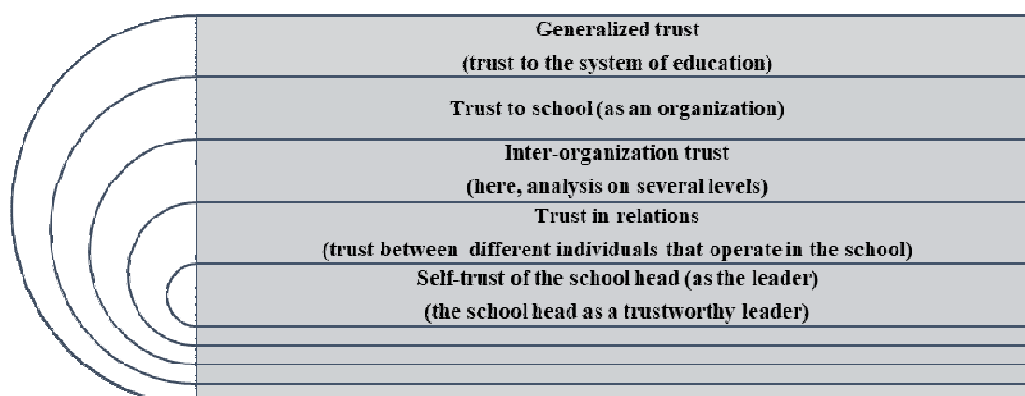 Generalized trust
(trust to the system of education)
Trust to school (as an organization)
Inter-organization trust
(here, analysis on several levels)
Trust in relations
(trust between different individuals that operate in the school)
Self-trust of the school head (as the leader)
(the school head as a trustworthy leader)